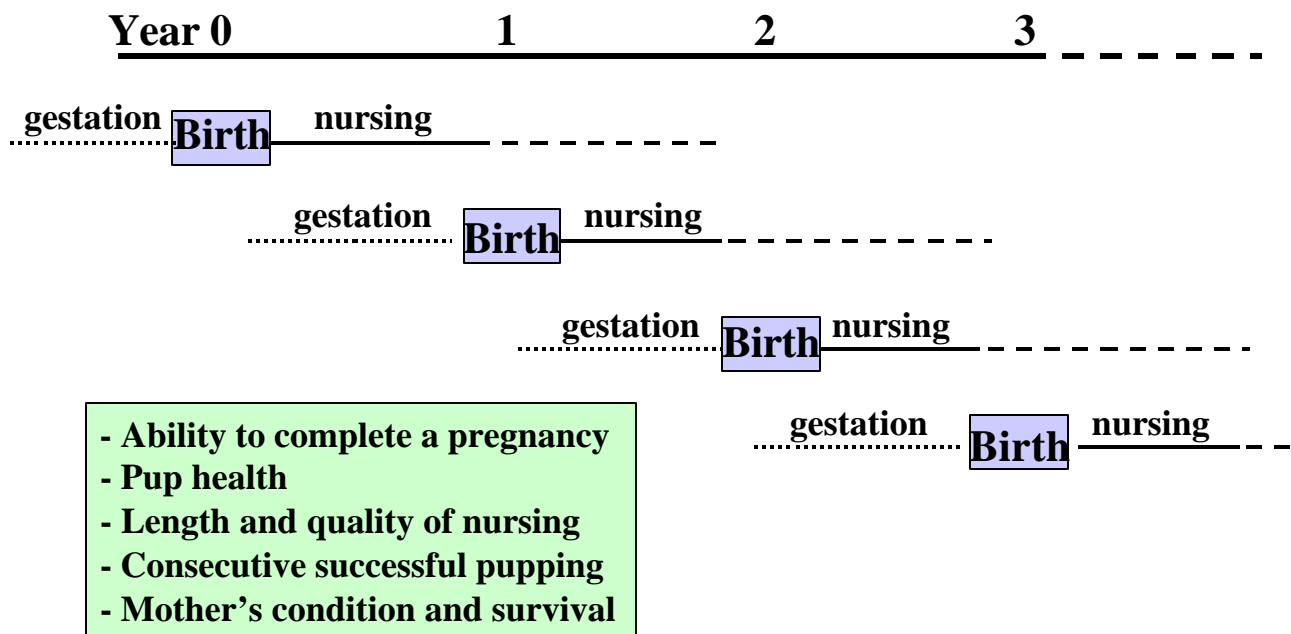 Year 0 1 2 3
gestation Birth nursing
gestation Birth nursing
gestation Birth nursing
gestation Birth nursing
- Ability to complete a pregnancy
- Pup health
- Length and quality of nursing
- Consecutive successful pupping
- Mother's condition and survival